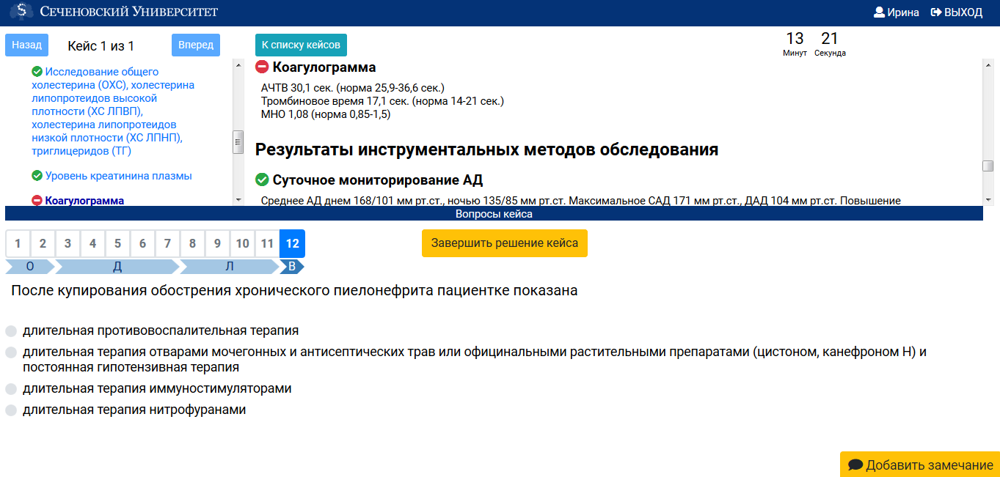 Сеченовский Университет
Ирина
ВЫХОД
Назад
Кейс 1 из 1
Вперед
К списку кейсов
13 21
Минут Секунда
Исследование общего
холестерина (ОХС), холестерина
липопротеидов высокой
плотности (ХС ЛПВП),
холестерина липопротеидов
низкой плотности (ХС ЛПНП),
триглицеридов (ТГ)
Уровень креатинина плазмы
Коагулограмма
Коагулограмма
АЧТВ 30,1 сек. (норма 25,9-36,6 сек.)
Тромбиновое время 17,1 сек. (норма 14-21 сек.)
МНО 1,08 (норма 0,85-1,5)
Результаты инструментальных методов обследования
Суточное мониторирование АД
Среднее АД днем 168/101 мм рт.ст., ночью 135/85 мм рт.ст. Максимальное САД 171 мм рт.ст., ДАД 104 мм рт.ст. Повышение
Вопросы кейса
1 2 3 4 5 6 7 8 9 10 11 12
Завершить решение кейса
О Д Л В
После купирования обострения хронического пиелонефрита пациентке показана
длительная противовоспалительная терапия
длительная терапия отварами мочегонных и антисептических трав или официнальными растительными препаратами (цистоном, канефроном Н) и
постоянная гипотензивная терапия
длительная терапия иммуностимуляторами
длительная терапия нитрофуранами
Добавить замечание